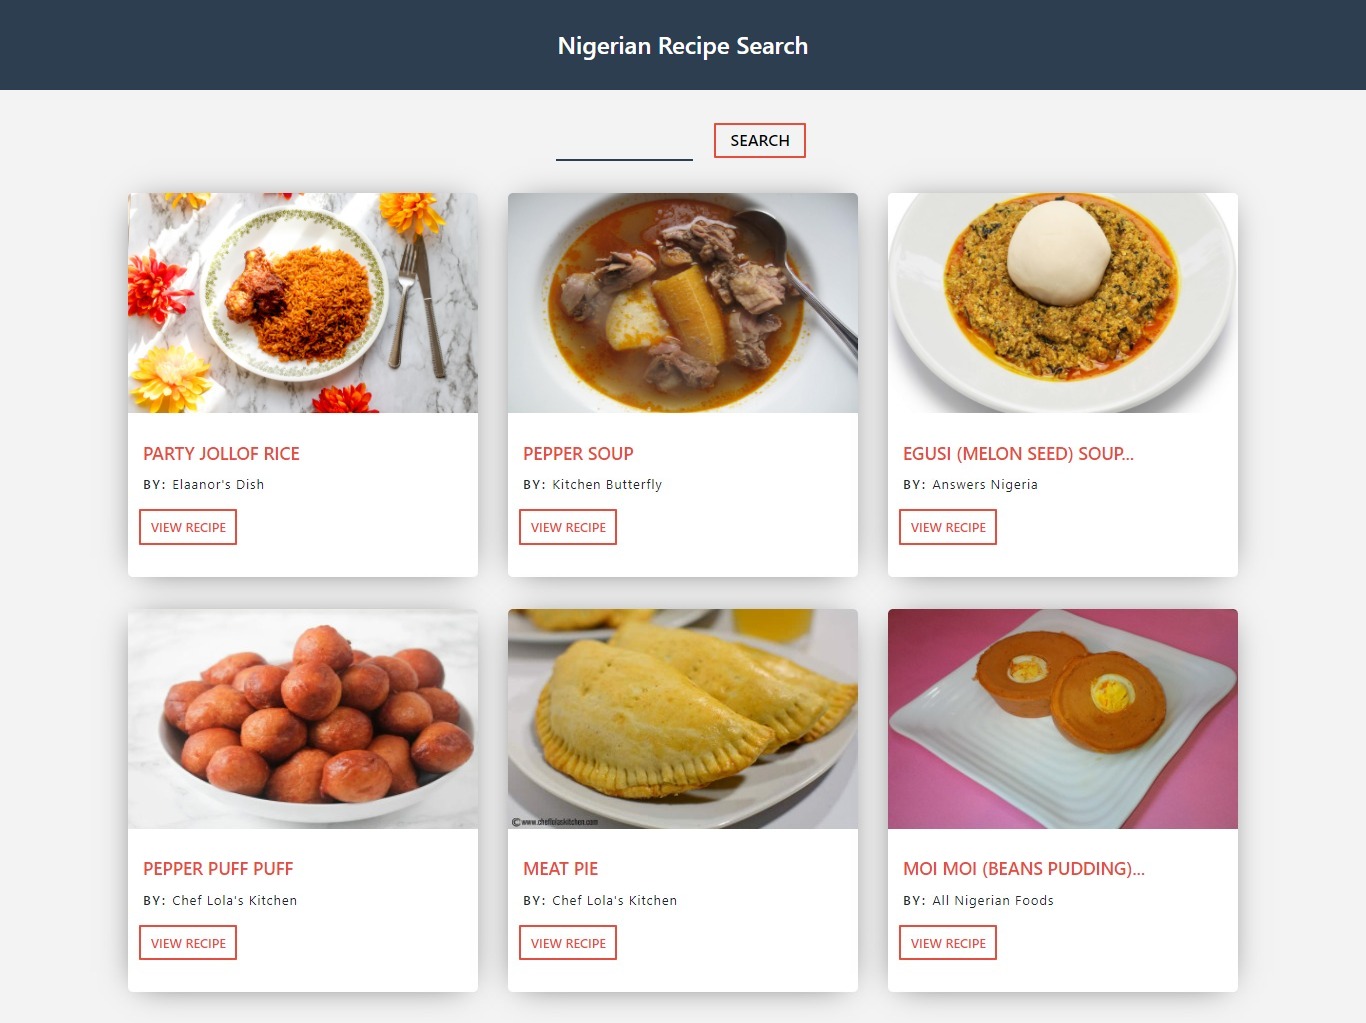 Nigerian Recipe Search
SEARCH
PARTY JOLLOF RICE
BY: Elaanor's Dish
VIEW RECIPE
PEPPER SOUP
BY: Kitchen Butterfly
VIEW RECIPE
EGUSI (MELON SEED) SOUP...
BY: Answers Nigeria
VIEW RECIPE
©www.cheflolaskitchen.com
PEPPER PUFF PUFF
BY: Chef Lola's Kitchen
VIEW RECIPE
MEAT PIE
BY: Chef Lola's Kitchen
VIEW RECIPE
MOI MOI (BEANS PUDDING)...
BY: All Nigerian Foods
VIEW RECIPE